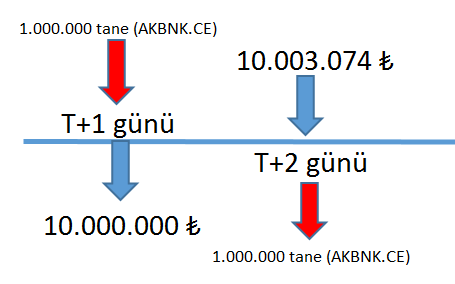 1.000.000 tane (AKBNK.CE)
10.003.074 ₺
T+1 günü
T+2 günü
10.000.000 ₺
1.000.000 tane (AKBNK.CE)